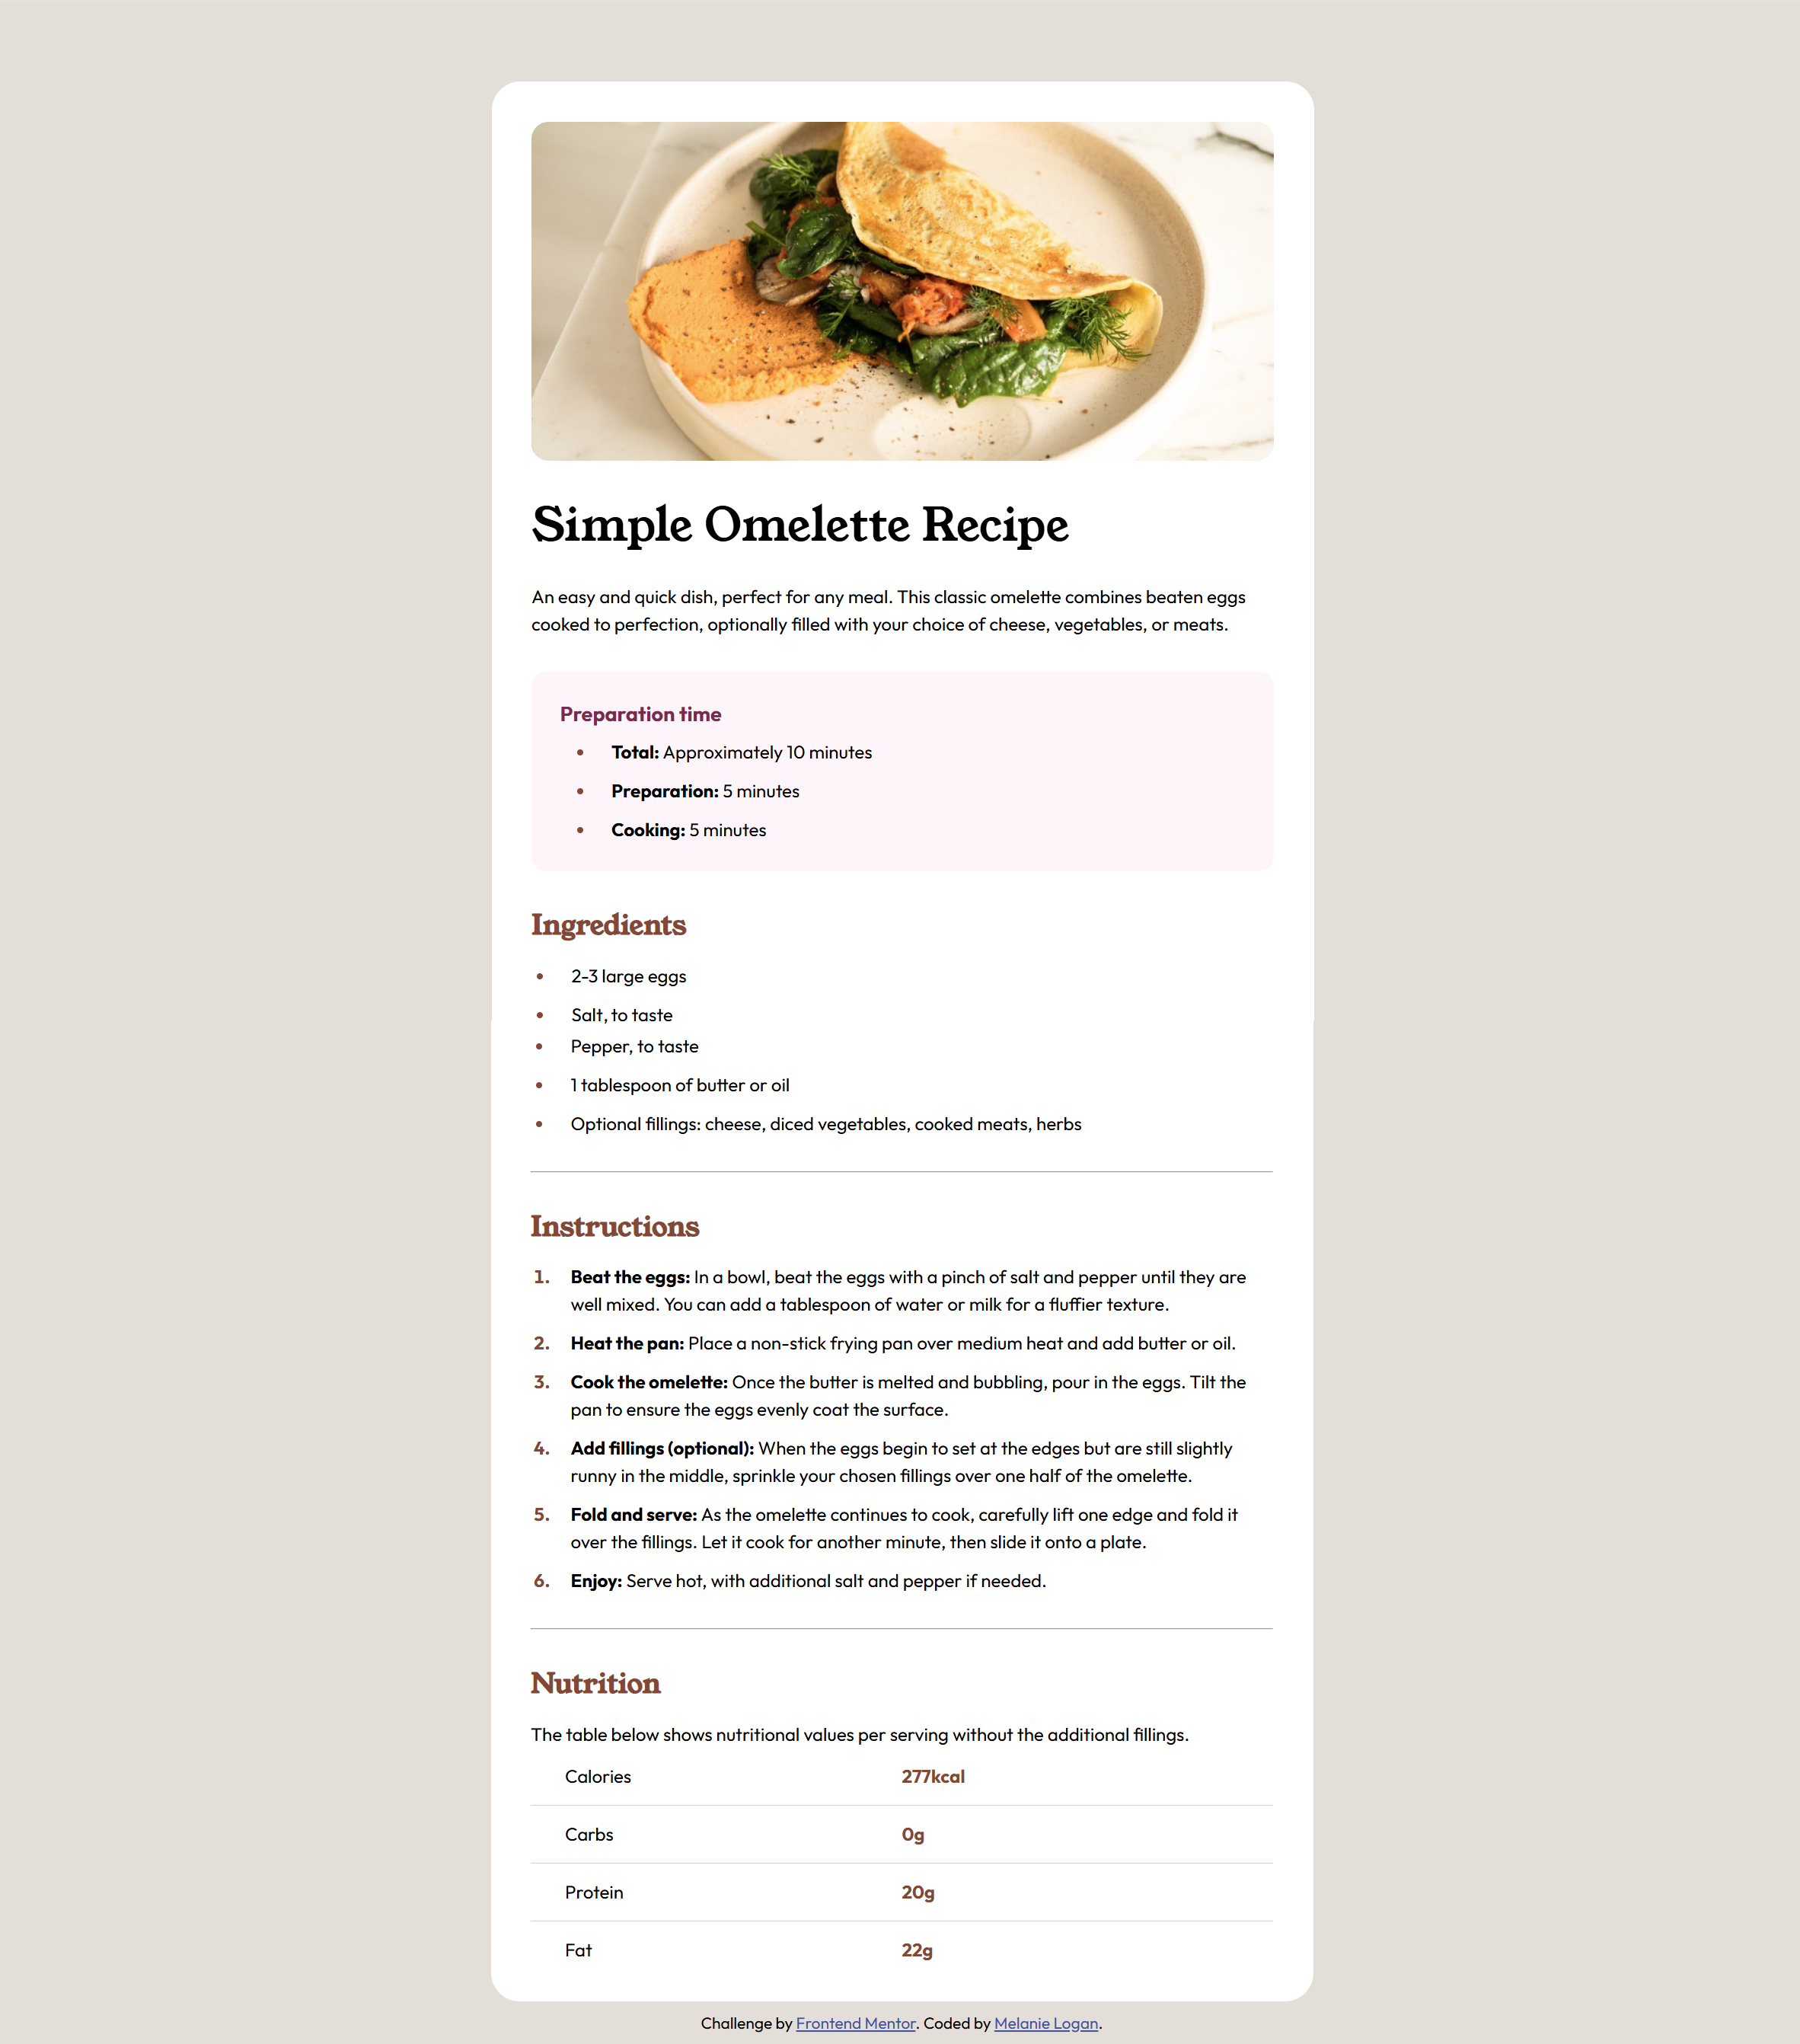 Simple Omelette Recipe
An easy and quick dish, perfect for any meal. This classic omelette combines beaten eggs
cooked to perfection, optionally filled with your choice of cheese, vegetables, or meats.
Preparation time
• Total: Approximately 10 minutes
• Preparation: 5 minutes
• Cooking: 5 minutes
Ingredients
• 2-3 large eggs
• Salt, to taste
• Pepper, to taste
• 1 tablespoon of butter or oil
• Optional fillings: cheese, diced vegetables, cooked meats, herbs
Instructions
1. Beat the eggs: In a bowl, beat the eggs with a pinch of salt and pepper until they are
well mixed. You can add a tablespoon of water or milk for a fluffier texture.
2. Heat the pan: Place a non-stick frying pan over medium heat and add butter or oil.
3. Cook the omelette: Once the butter is melted and bubbling, pour in the eggs. Tilt the
pan to ensure the eggs evenly coat the surface.
4. Add fillings (optional): When the eggs begin to set at the edges but are still slightly
runny in the middle, sprinkle your chosen fillings over one half of the omelette.
5. Fold and serve: As the omelette continues to cook, carefully lift one edge and fold it
over the fillings. Let it cook for another minute, then slide it onto a plate.
6. Enjoy: Serve hot, with additional salt and pepper if needed.
Nutrition
The table below shows nutritional values per serving without the additional fillings.
Calories 277kcal
Carbs 0g
Protein 20g
Fat 22g
Challenge by Frontend Mentor. Coded by Melanie Logan.